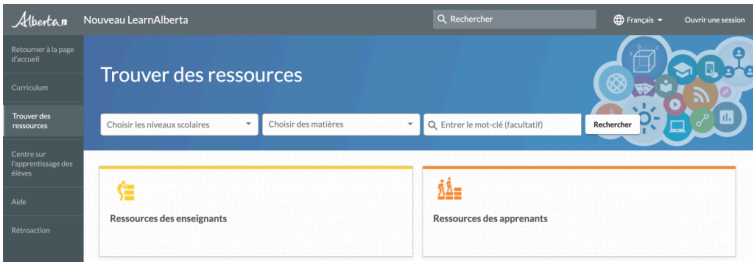 Alberta
Nouveau LearnAlberta
Rechercher
Français
Ouvrir une session
Retourner à la page
d'accueil
Curriculum
Trouver des
ressources
Centre sur
l'apprentissage des
élèves
Aide
Rétroaction
Trouver des ressources
Choisir les niveaux scolaires
Choisir des matières
Entrer le mot-clé (facultatif)
Rechercher
Ressources des enseignants
Ressources des apprenants